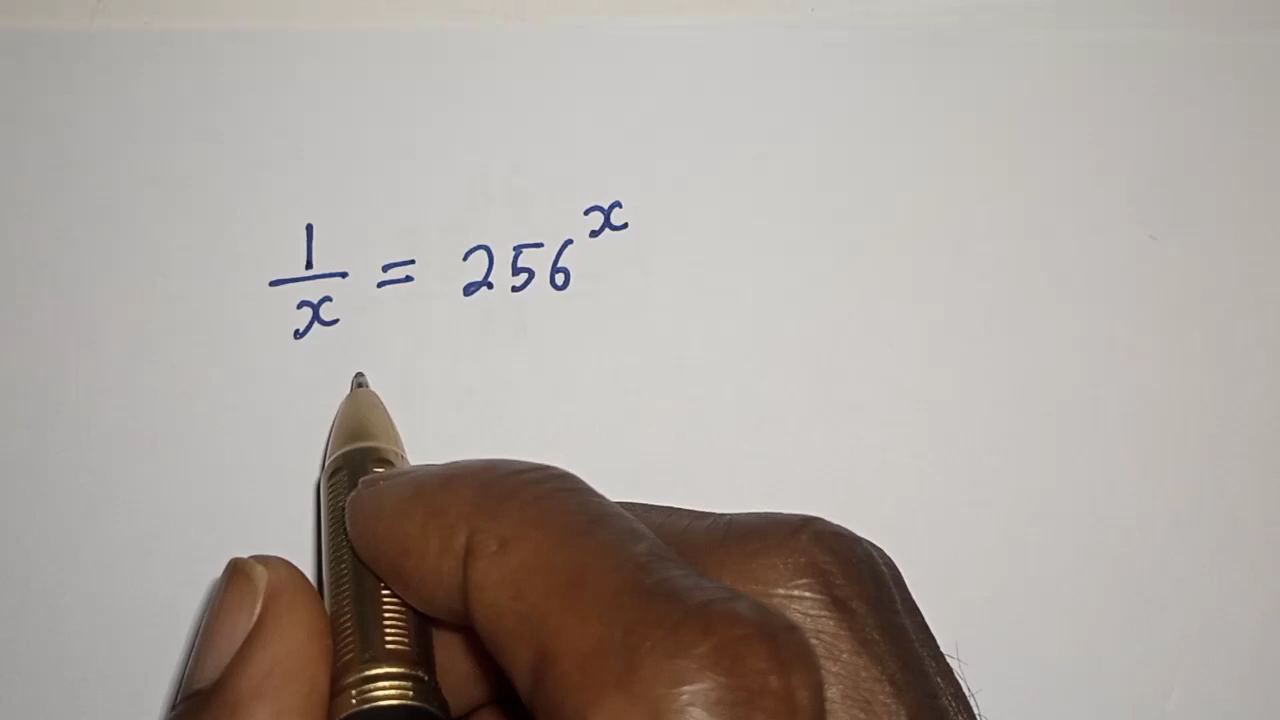 1/x = 256^x